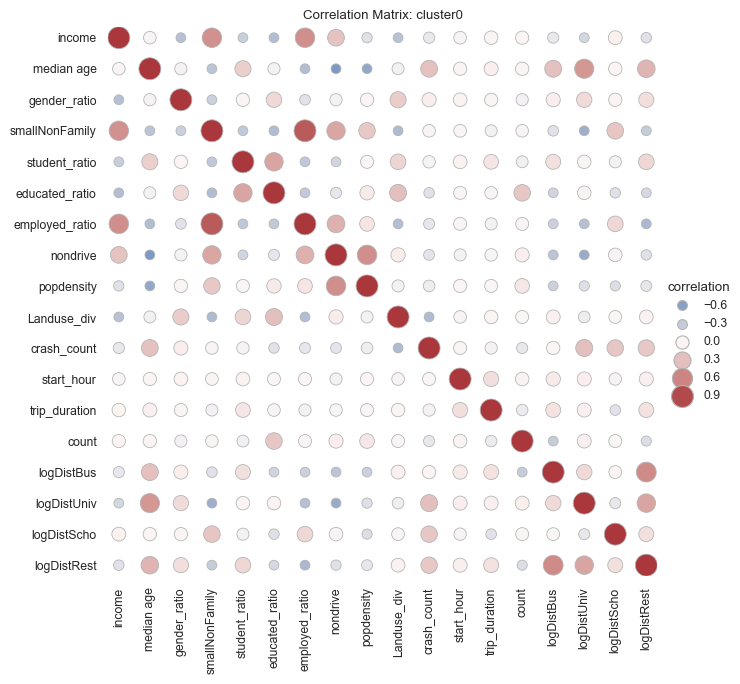 Correlation Matrix: cluster0
income
median age
gender_ratio
smallNonFamily
student_ratio
educated_ratio
employed_ratio
nondrive
popdensity
Landuse_div
crash_count
start_hour
trip_duration
count
logDistBus
logDistUniv
logDistScho
logDistRest
correlation
−0.6
−0.3
0.0
0.3
0.6
0.9
income
median age
gender_ratio
smallNonFamily
student_ratio
educated_ratio
employed_ratio
nondrive
popdensity
Landuse_div
crash_count
start_hour
trip_duration
count
logDistBus
logDistUniv
logDistScho
logDistRest